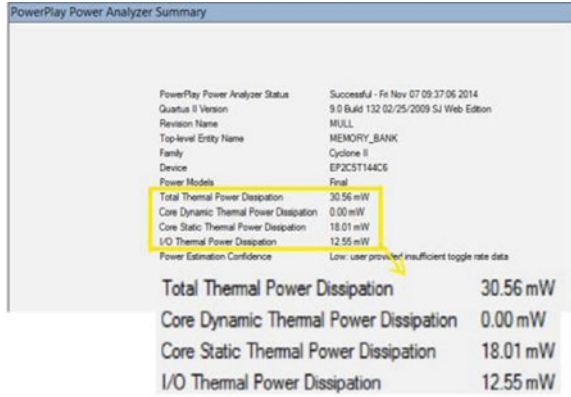 PowerPlay Power Analyzer Summary
PowerPlay Power Analyzer Status Successful - Fri Nov 07 09:37:06 2014
Quartus II Version 9.0 Build 132 02/25/2009 SJ Web Edition
Revision Name MULL
Top-level Entity Name MEMORY_BANK
Family Cyclone II
Device EP2C5T144C6
Power Models Final
Total Thermal Power Dissipation 30.56 mW
Core Dynamic Thermal Power Dissipation 0.00 mW
Core Static Thermal Power Dissipation 18.01 mW
I/O Thermal Power Dissipation 12.55 mW
Power Estimation Confidence Low: user provided insufficient toggle rate data
Total Thermal Power Dissipation 30.56 mW
Core Dynamic Thermal Power Dissipation 0.00 mW
Core Static Thermal Power Dissipation 18.01 mW
I/O Thermal Power Dissipation 12.55 mW